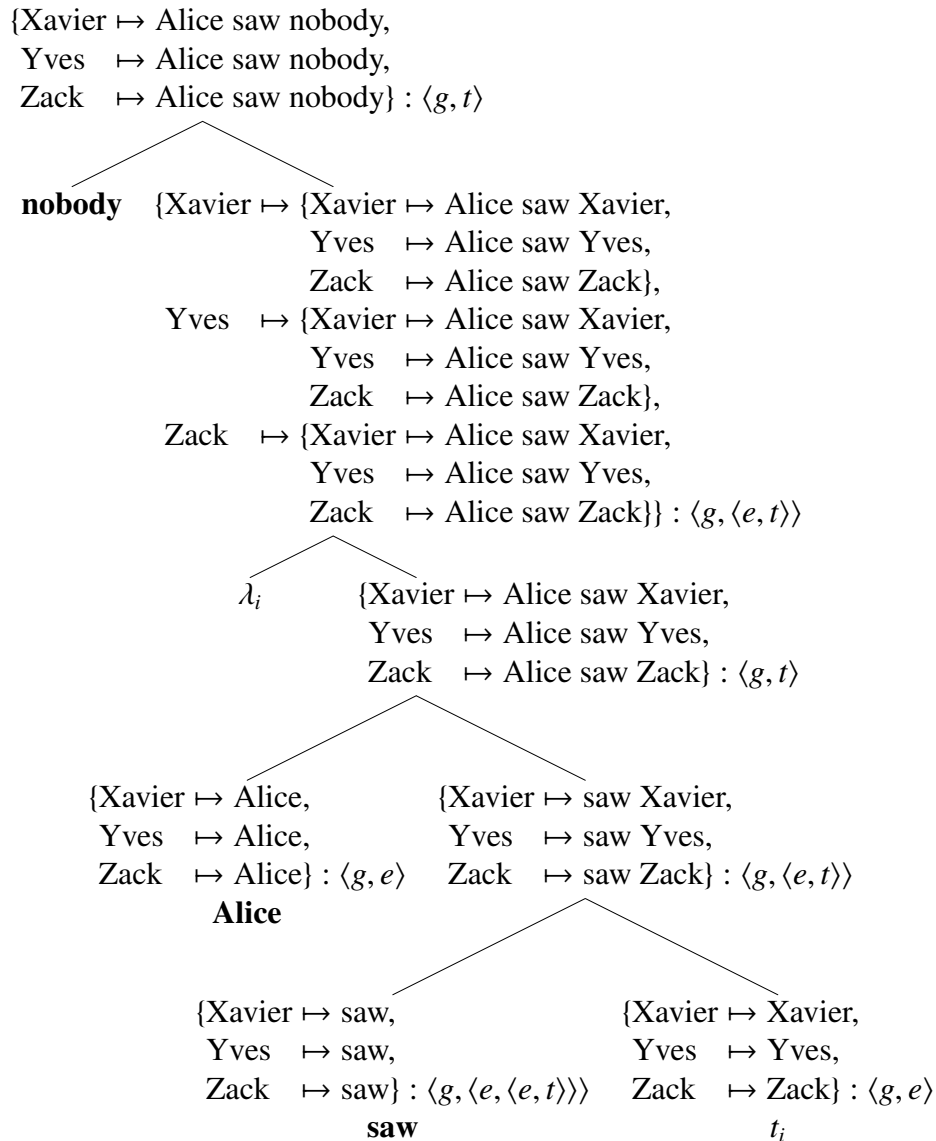 {Xavier ↦ Alice saw nobody,
Yves ↦ Alice saw nobody,
Zack ↦ Alice saw nobody} : ⟨g, t⟩
nobody {Xavier ↦ {Xavier ↦ Alice saw Xavier,
Yves ↦ Alice saw Yves,
Zack ↦ Alice saw Zack},
Yves ↦ {Xavier ↦ Alice saw Xavier,
Yves ↦ Alice saw Yves,
Zack ↦ Alice saw Zack},
Zack ↦ {Xavier ↦ Alice saw Xavier,
Yves ↦ Alice saw Yves,
Zack ↦ Alice saw Zack}} : ⟨g, ⟨e, t⟩⟩
λᵢ {Xavier ↦ Alice saw Xavier,
Yves ↦ Alice saw Yves,
Zack ↦ Alice saw Zack} : ⟨g, t⟩
{Xavier ↦ Alice, {Xavier ↦ saw Xavier,
Yves ↦ Alice, Yves ↦ saw Yves,
Zack ↦ Alice} : ⟨g, e⟩ Zack ↦ saw Zack} : ⟨g, ⟨e, t⟩⟩
Alice
{Xavier ↦ saw, {Xavier ↦ Xavier,
Yves ↦ saw, Yves ↦ Yves,
Zack ↦ saw} : ⟨g, ⟨e, ⟨e, t⟩⟩⟩ Zack ↦ Zack} : ⟨g, e⟩
saw tᵢ